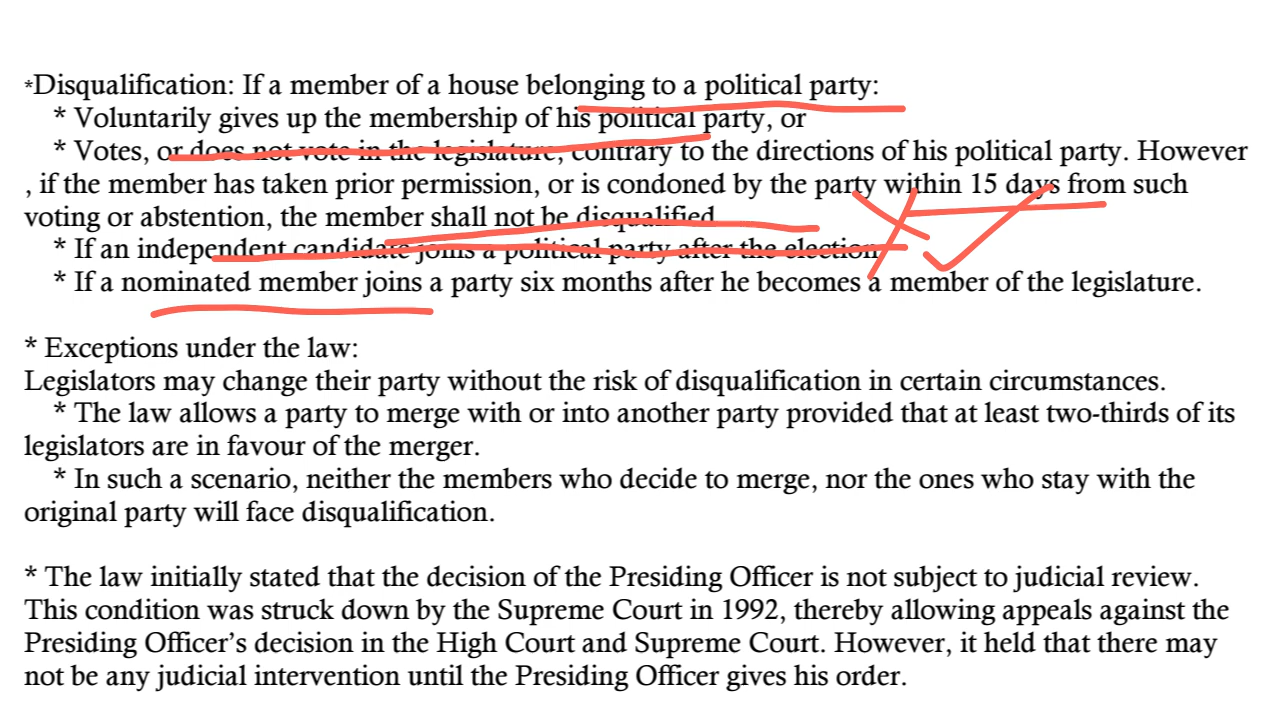 *Disqualification: If a member of a house belonging to a political party:
* Voluntarily gives up the membership of his political party, or
* Votes, or does not vote in the legislature, contrary to the directions of his political party. However
, if the member has taken prior permission, or is condoned by the party within 15 days from such
voting or abstention, the member shall not be disqualified.
* If an independent candidate joins a political party after the election.
* If a nominated member joins a party six months after he becomes a member of the legislature.
* Exceptions under the law:
Legislators may change their party without the risk of disqualification in certain circumstances.
* The law allows a party to merge with or into another party provided that at least two-thirds of its
legislators are in favour of the merger.
* In such a scenario, neither the members who decide to merge, nor the ones who stay with the
original party will face disqualification.
* The law initially stated that the decision of the Presiding Officer is not subject to judicial review.
This condition was struck down by the Supreme Court in 1992, thereby allowing appeals against the
Presiding Officer’s decision in the High Court and Supreme Court. However, it held that there may
not be any judicial intervention until the Presiding Officer gives his order.